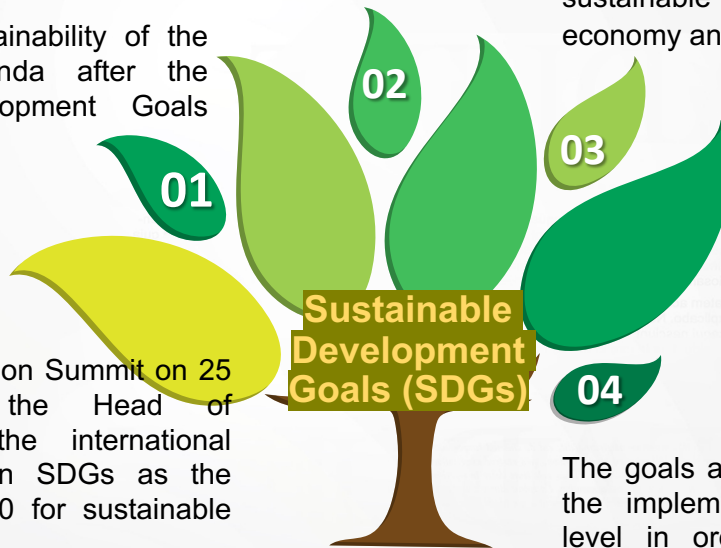 ainability of the
nda after the
lopment Goals
01
02
sustainable
economy an
03
Sustainable
Development
Goals (SDGs)
on Summit on 25
the Head of
the international
n SDGs as the
0 for sustainable
04
The goals a
the implem
level in or